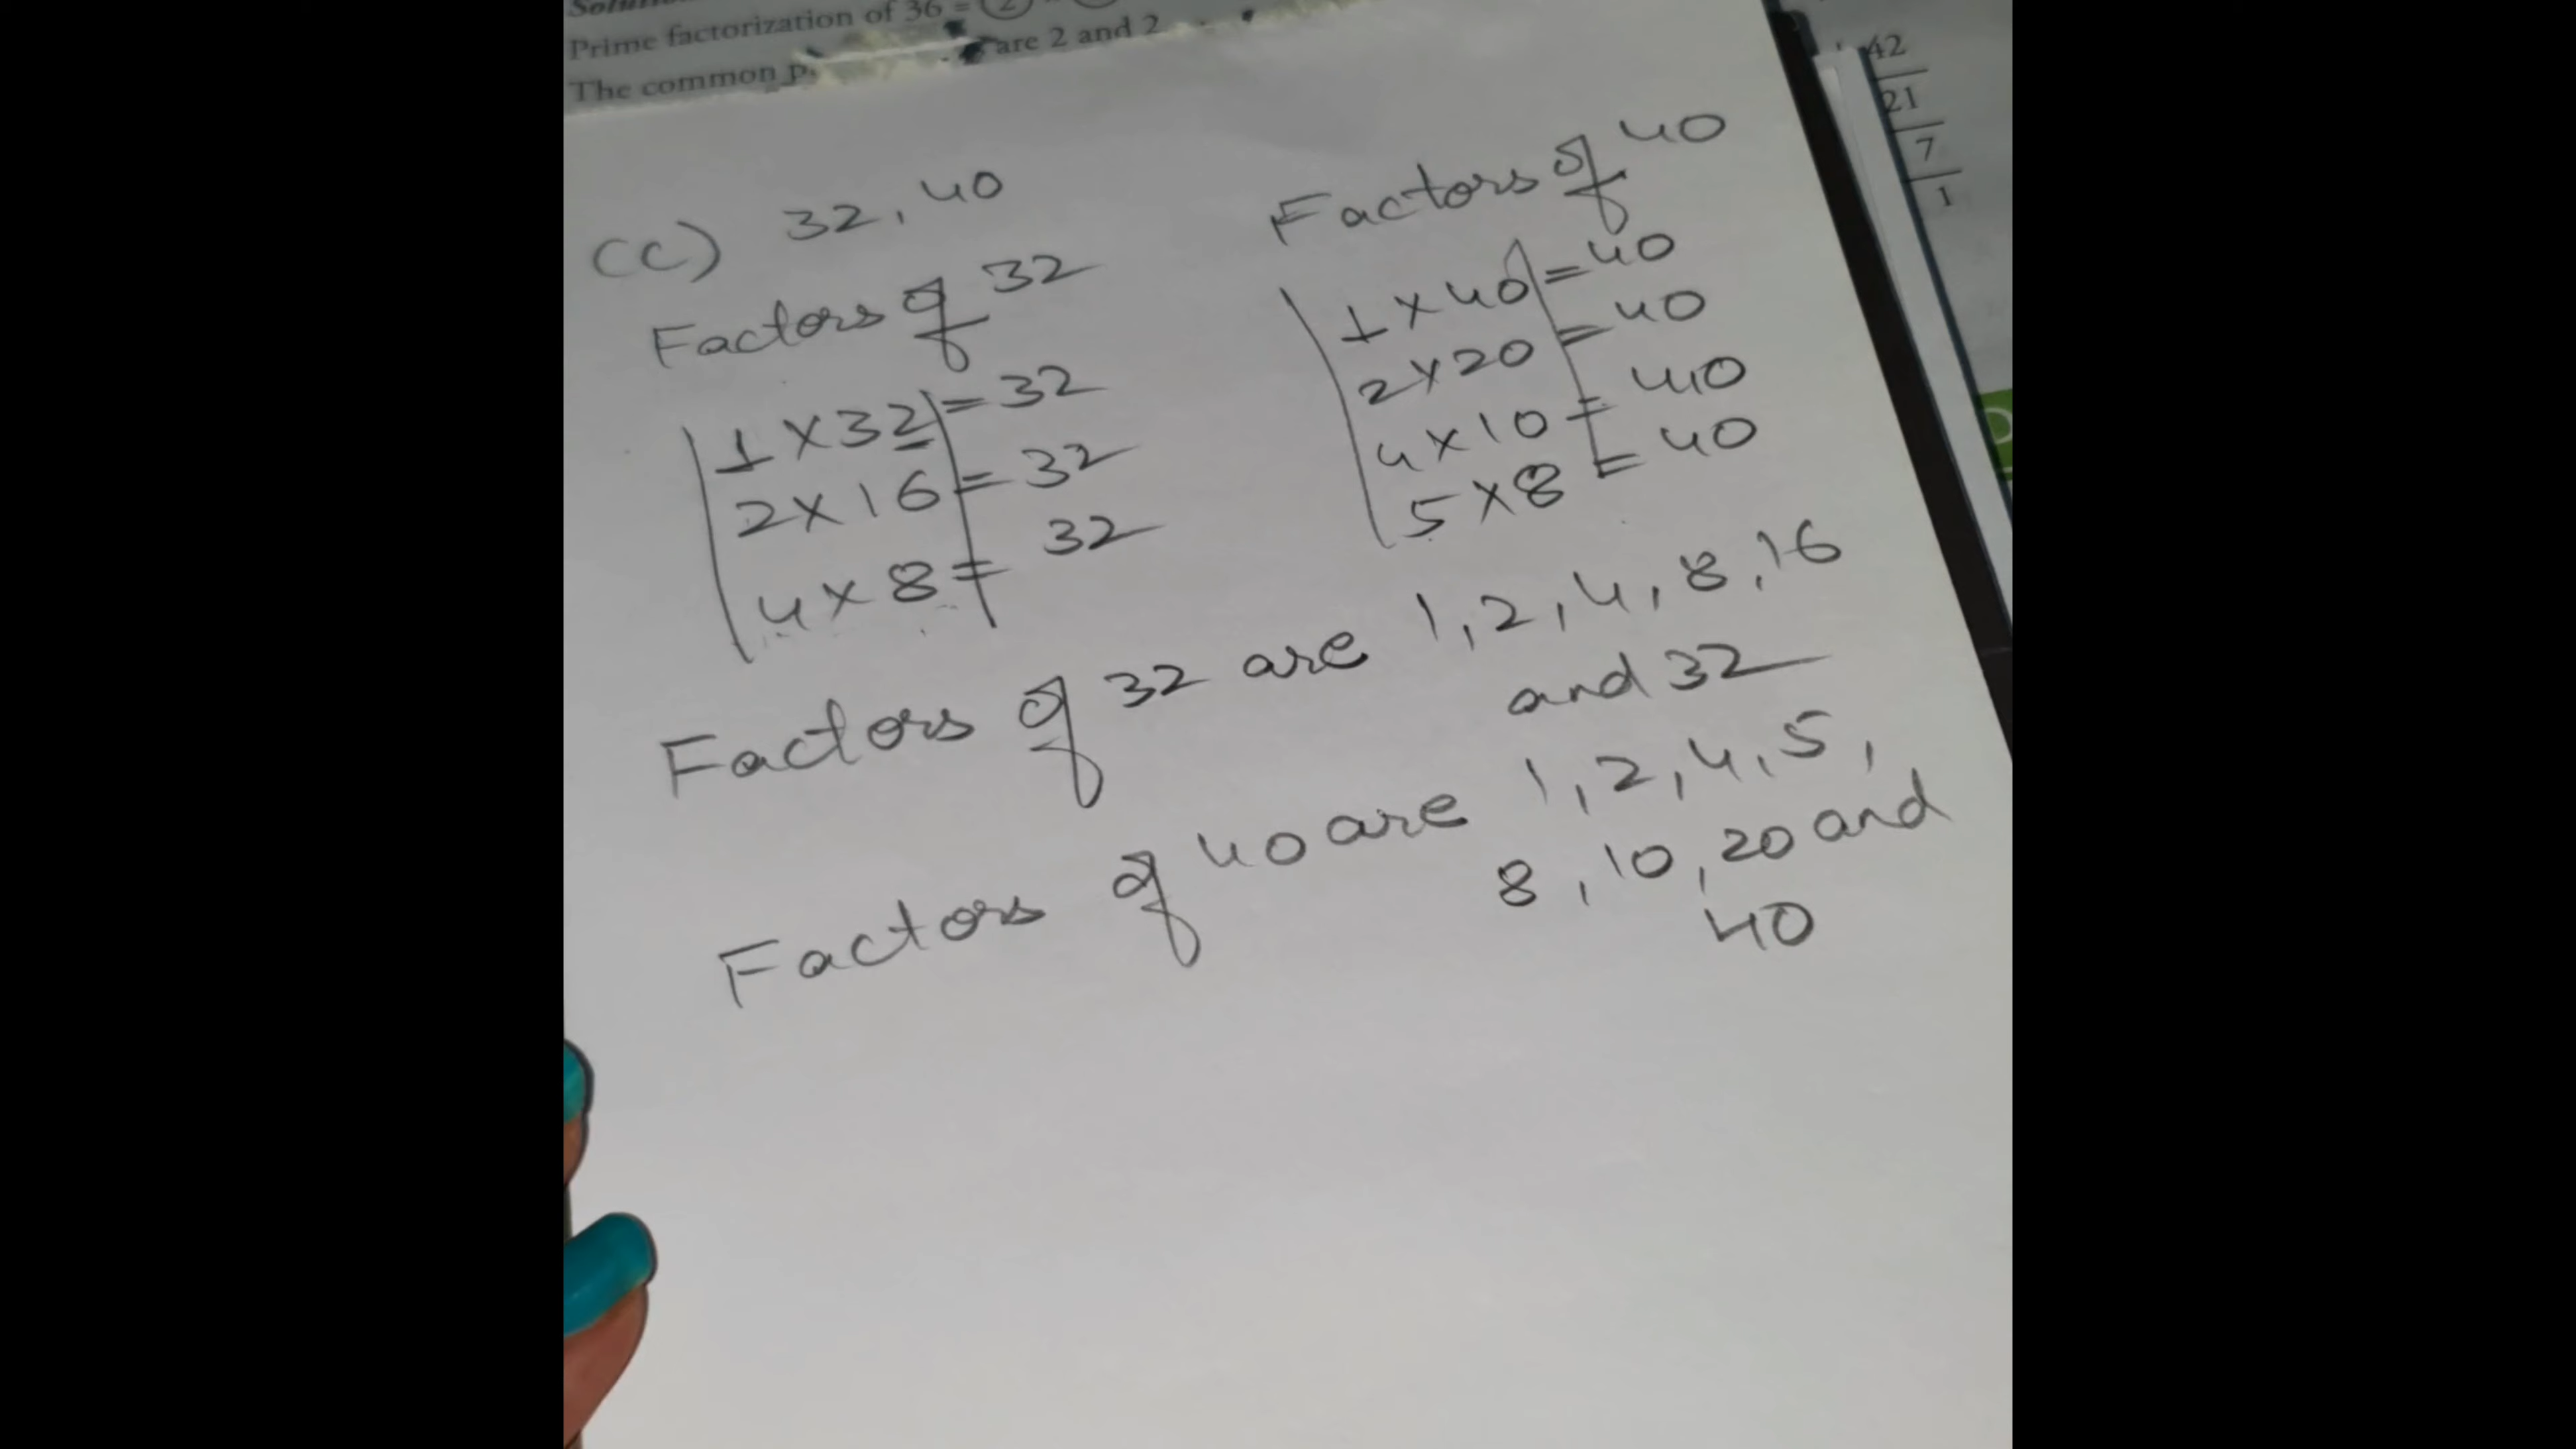 Prime factorization of 36 = 2
The common are 2 and 2
42
21
7
1
(c) 32, 40
Factors of 32
1 × 32 = 32
2 × 16 = 32
4 × 8 = 32
Factors of 40
1 × 40 = 40
2 × 20 = 40
4 × 10 = 40
5 × 8 = 40
Factors of 32 are 1, 2, 4, 8, 16
and 32
Factors of 40 are 1, 2, 4, 5,
8, 10, 20 and
40